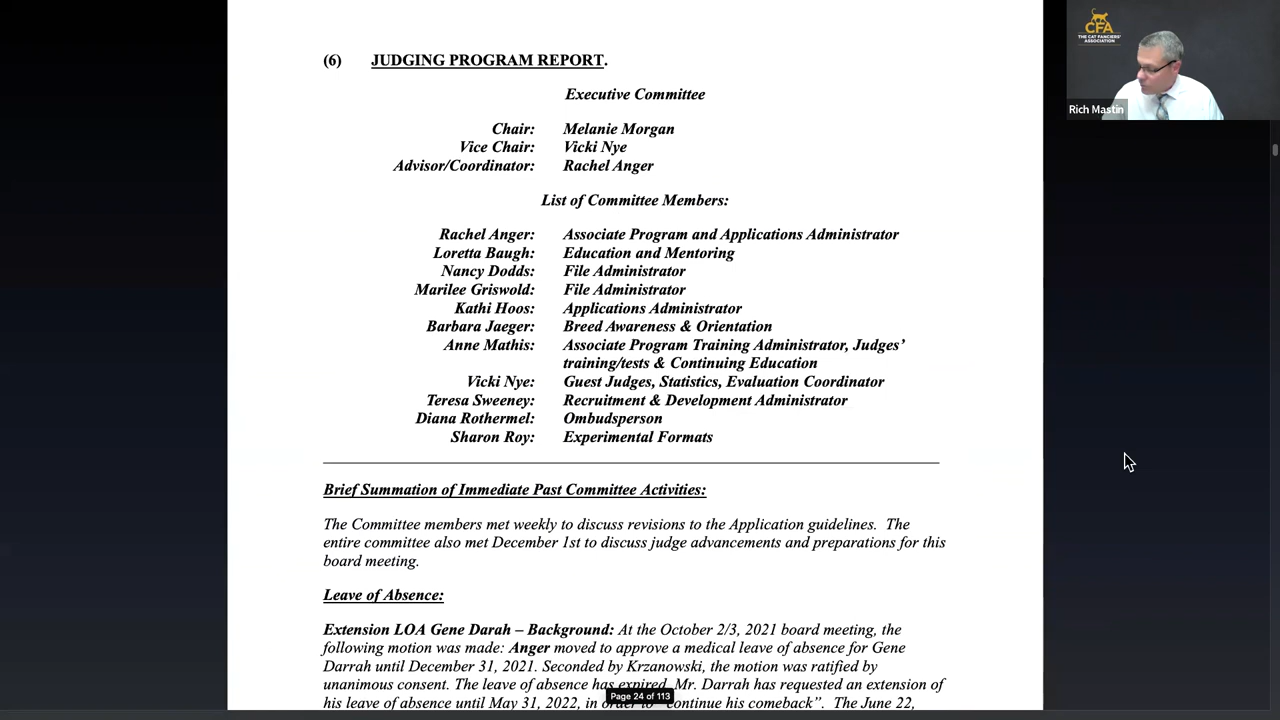 (6) JUDGING PROGRAM REPORT.
Executive Committee
Chair: Melanie Morgan
Vice Chair: Vicki Nye
Advisor/Coordinator: Rachel Anger
List of Committee Members:
Rachel Anger: Associate Program and Applications Administrator
Loretta Baugh: Education and Mentoring
Nancy Dodds: File Administrator
Marilee Griswold: File Administrator
Kathi Hoos: Applications Administrator
Barbara Jaeger: Breed Awareness & Orientation
Anne Mathis: Associate Program Training Administrator, Judges’
training/tests & Continuing Education
Vicki Nye: Guest Judges, Statistics, Evaluation Coordinator
Teresa Sweeney: Recruitment & Development Administrator
Diana Rothermel: Ombudsperson
Sharon Roy: Experimental Formats
Brief Summation of Immediate Past Committee Activities:
The Committee members met weekly to discuss revisions to the Application guidelines. The
entire committee also met December 1st to discuss judge advancements and preparations for this
board meeting.
Leave of Absence:
Extension LOA Gene Darah – Background: At the October 2/3, 2021 board meeting, the
following motion was made: Anger moved to approve a medical leave of absence for Gene
Darrah until December 31, 2021. Seconded by Krzanowski, the motion was ratified by
unanimous consent. The leave of absence has expired. Mr. Darrah has requested an extension of
his leave of absence until May 31, 2022, in order to “continue his comeback”. The June 22,
Page 24 of 113
CFA
THE CAT FANCIERS'
ASSOCIATION
Rich Mastin